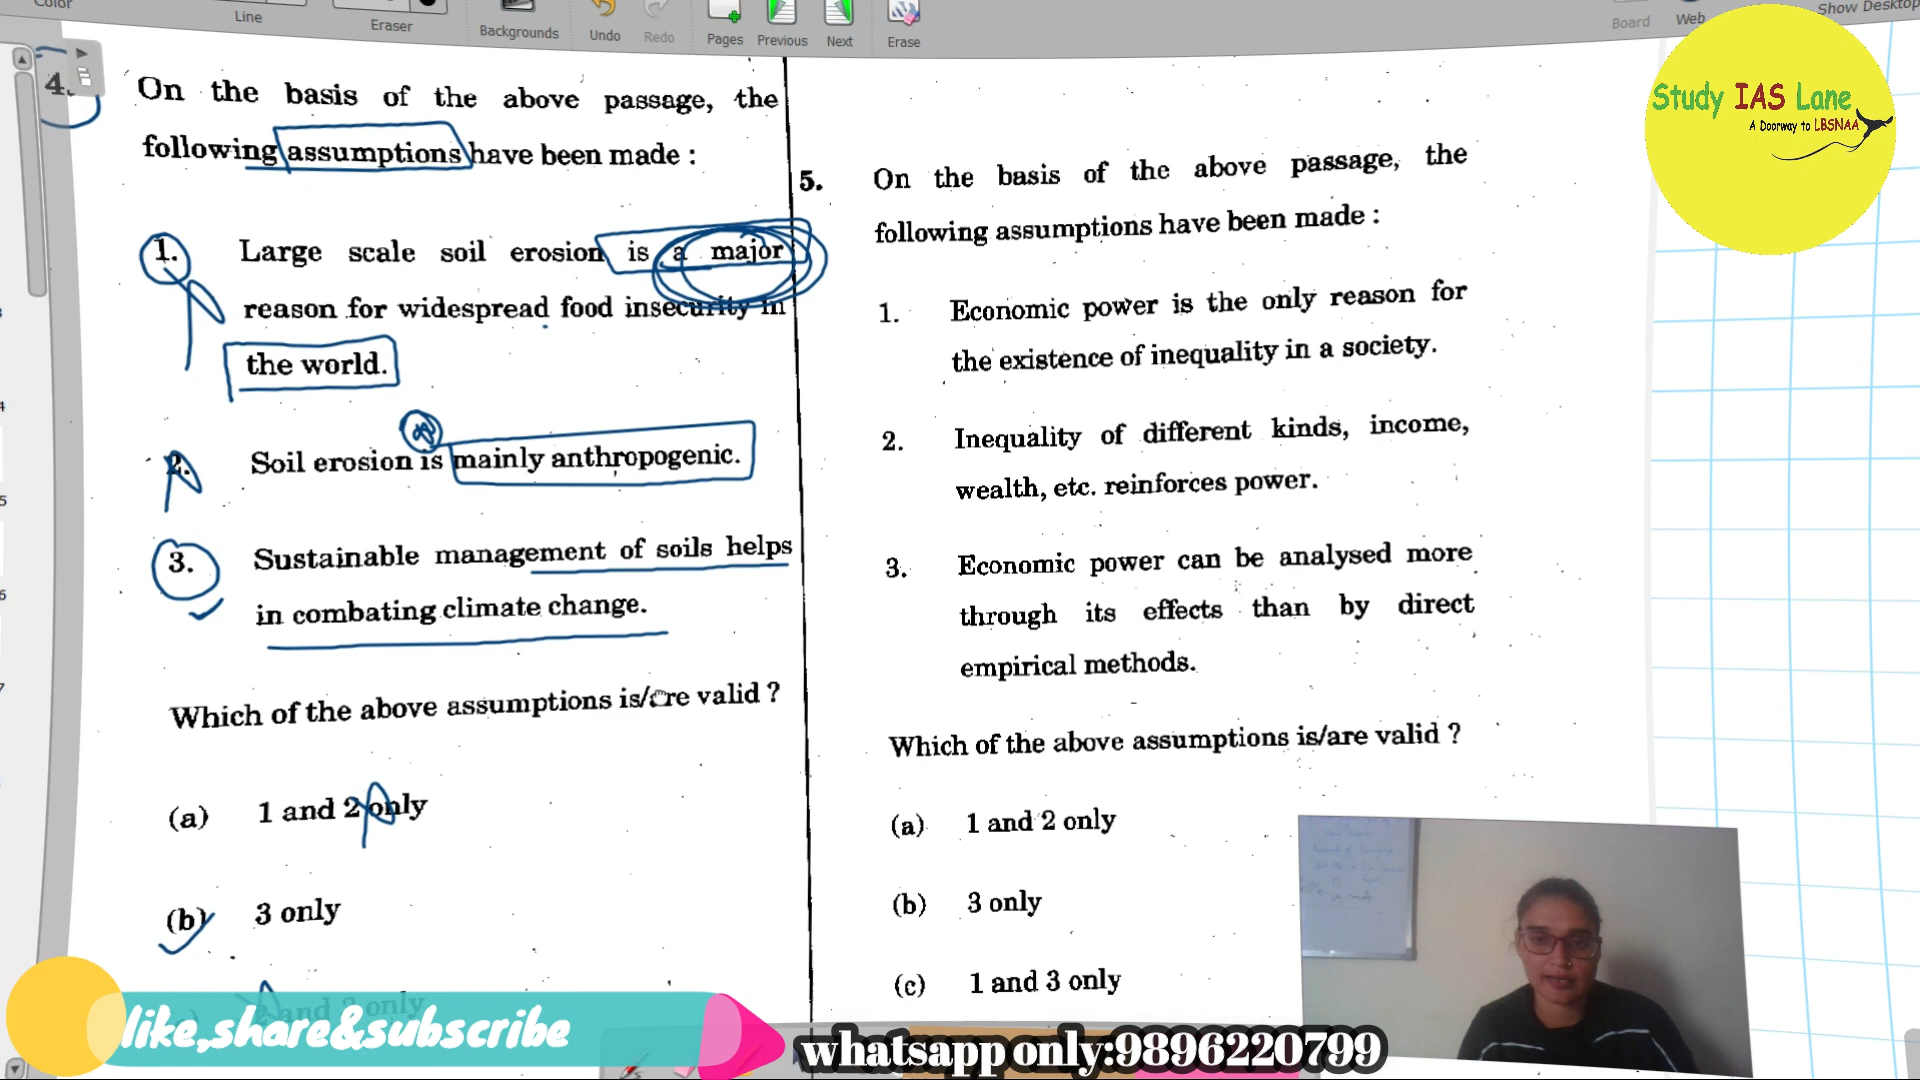 Color
Line
Eraser
Backgrounds
Undo
Redo
Pages
Previous
Next
Erase
Board
Web
Show Desktop
Study IAS Lane
A Doorway to LBSNAA
4.
On the basis of the above passage, the
following assumptions have been made :
1. Large scale soil erosion is a major
reason for widespread food insecurity in
the world.
2. Soil erosion is mainly anthropogenic.
3. Sustainable management of soils helps
in combating climate change.
Which of the above assumptions is/are valid ?
(a) 1 and 2 only
(b) 3 only
and only
5. On the basis of the above passage, the
following assumptions have been made :
1. Economic power is the only reason for
the existence of inequality in a society.
2. Inequality of different kinds, income,
wealth, etc. reinforces power.
3. Economic power can be analysed more
through its effects than by direct
empirical methods.
Which of the above assumptions is/are valid ?
(a) 1 and 2 only
(b) 3 only
(c) 1 and 3 only
like,share&subscribe
whatsapp only:9896220799